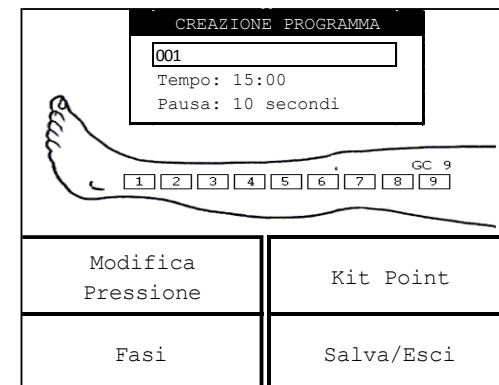 CREAZIONE PROGRAMMA
001
Tempo: 15:00
Pausa: 10 secondi
GC 9
1 2 3 4 5 6 7 8 9
Modifica
Pressione
Kit Point
Fasi
Salva/Esci